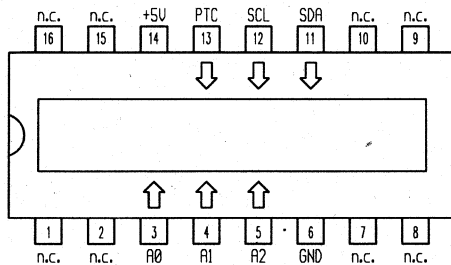 n.c. n.c. +5V PTC SCL SDA n.c. n.c.
16 15 14 13 12 11 10 9
1 2 3 4 5 6 7 8
n.c. n.c. A0 A1 A2 GND n.c. n.c.